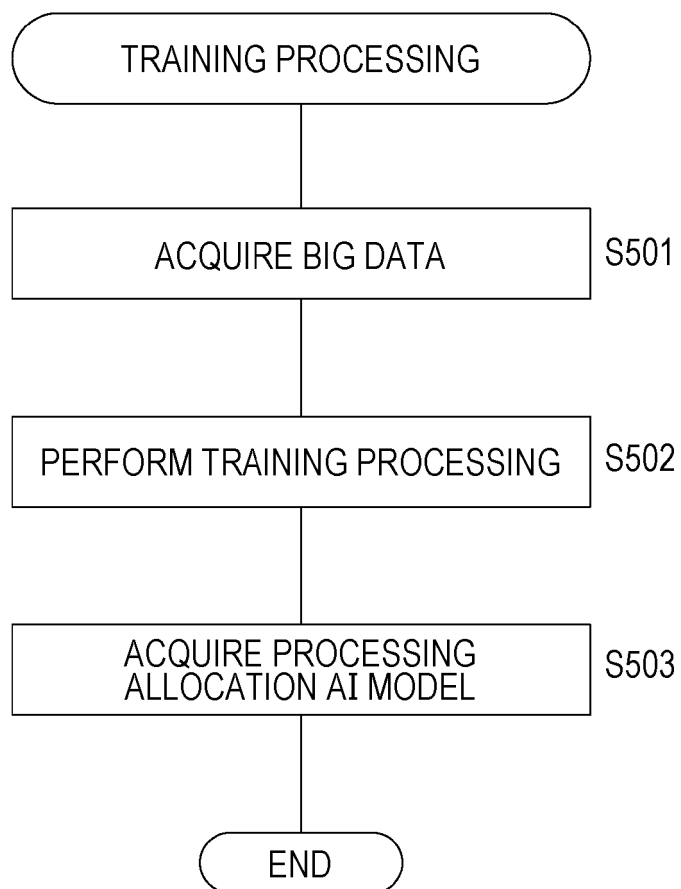 TRAINING PROCESSING
ACQUIRE BIG DATA
S501
PERFORM TRAINING PROCESSING
S502
ACQUIRE PROCESSING
ALLOCATION AI MODEL
S503
END